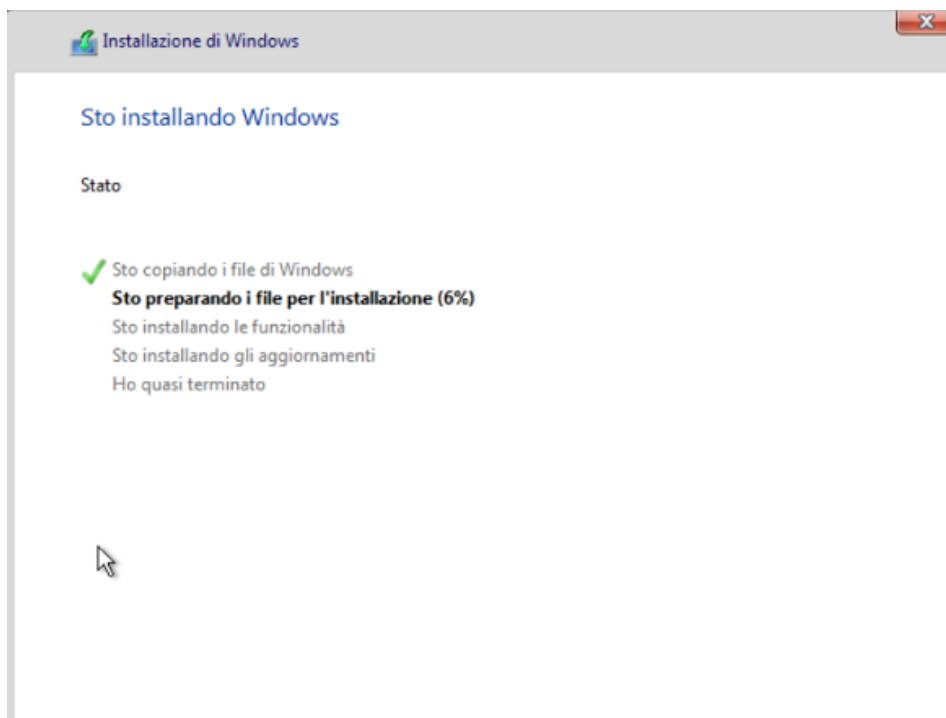 Installazione di Windows
Sto installando Windows
Stato
Sto copiando i file di Windows
Sto preparando i file per l'installazione (6%)
Sto installando le funzionalità
Sto installando gli aggiornamenti
Ho quasi terminato